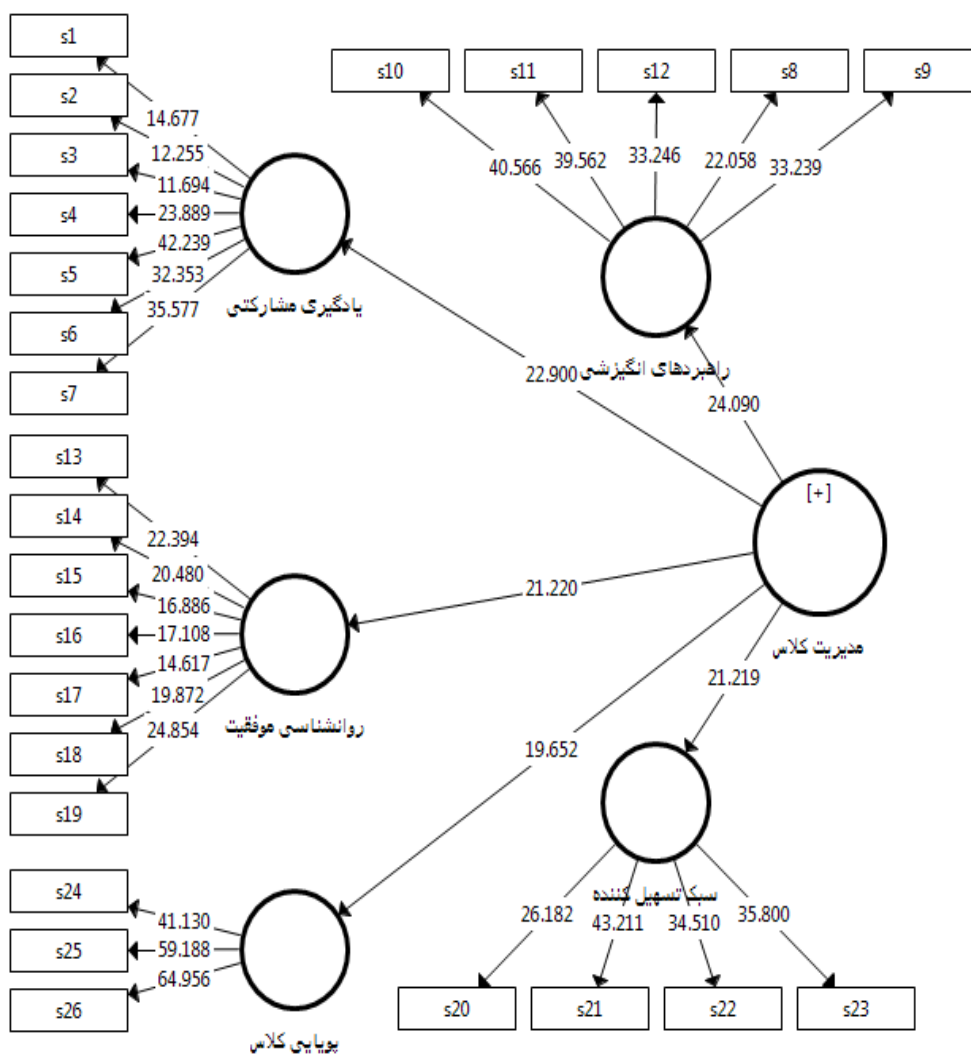 s1
s2
s3
s4
s5
s6
s7
14.677
12.255
11.694
23.889
42.239
32.353
35.577
یادگیری مشارکتی
s10
s11
s12
s8
s9
40.566
39.562
33.246
22.058
33.239
راهبردهای انگیزشی
22.900
24.090
[+]
مدیریت کلاس
21.220
21.219
19.652
s13
s14
s15
s16
s17
s18
s19
22.394
20.480
16.886
17.108
14.617
19.872
24.854
روانشناسی موفقیت
سبک تسهیل کننده
26.182
43.211
34.510
35.800
s20
s21
s22
s23
s24
s25
s26
41.130
59.188
64.956
پویایی کلاس